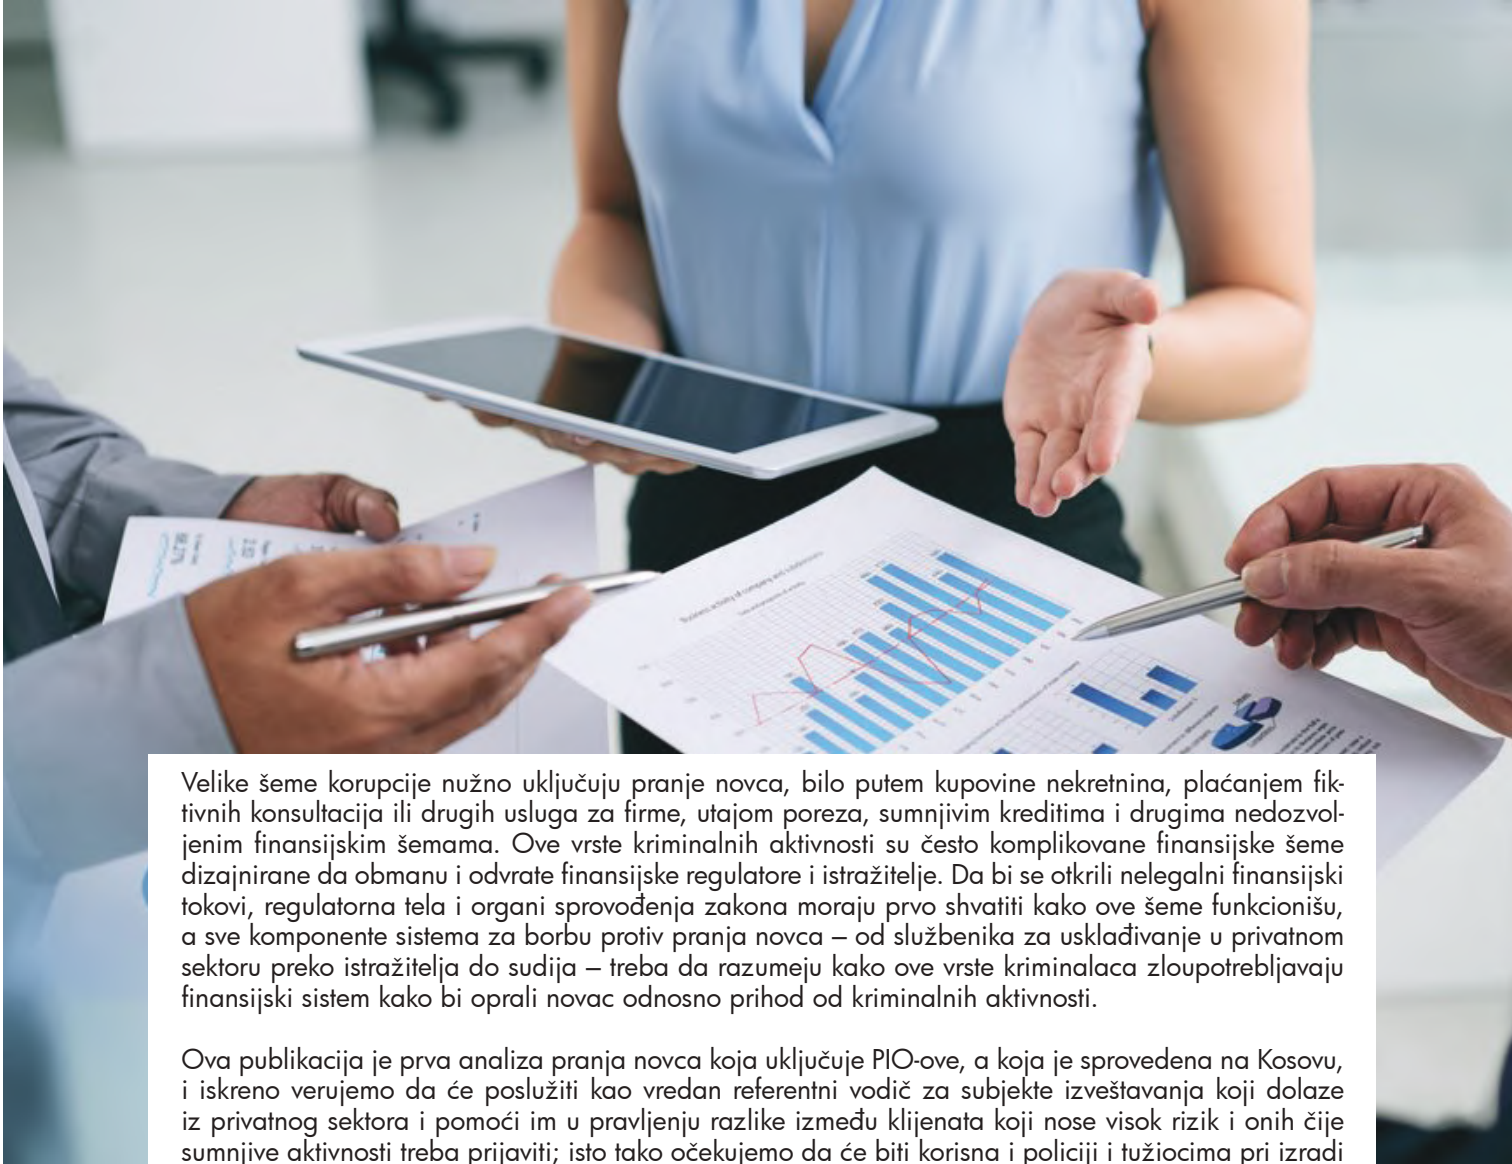 Velike šeme korupcije nužno uključuju pranje novca, bilo putem kupovine nekretnina, plaćanjem fik-
tivnih konsultacija ili drugih usluga za firme, utajom poreza, sumnjivim kreditima i drugima nedozvol-
jenim finansijskim šemama. Ove vrste kriminalnih aktivnosti su često komplikovane finansijske šeme
dizajnirane da obmanu i odvrate finansijske regulatore i istražitelje. Da bi se otkrili nelegalni finansijski
tokovi, regulatorna tela i organi sprovođenja zakona moraju prvo shvatiti kako ove šeme funkcionišu,
a sve komponente sistema za borbu protiv pranja novca – od službenika za usklađivanje u privatnom
sektoru preko istražitelja do sudija – treba da razumeju kako ove vrste kriminalaca zloupotrebljavaju
finansijski sistem kako bi oprali novac odnosno prihod od kriminalnih aktivnosti.
Ova publikacija je prva analiza pranja novca koja uključuje PIO-ove, a koja je sprovedena na Kosovu,
i iskreno verujemo da će poslužiti kao vredan referentni vodič za subjekte izveštavanja koji dolaze
iz privatnog sektora i pomoći im u pravljenju razlike između klijenata koji nose visok rizik i onih čije
sumnjive aktivnosti treba prijaviti; isto tako očekujemo da će biti korisna i policiji i tužiocima pri izradi